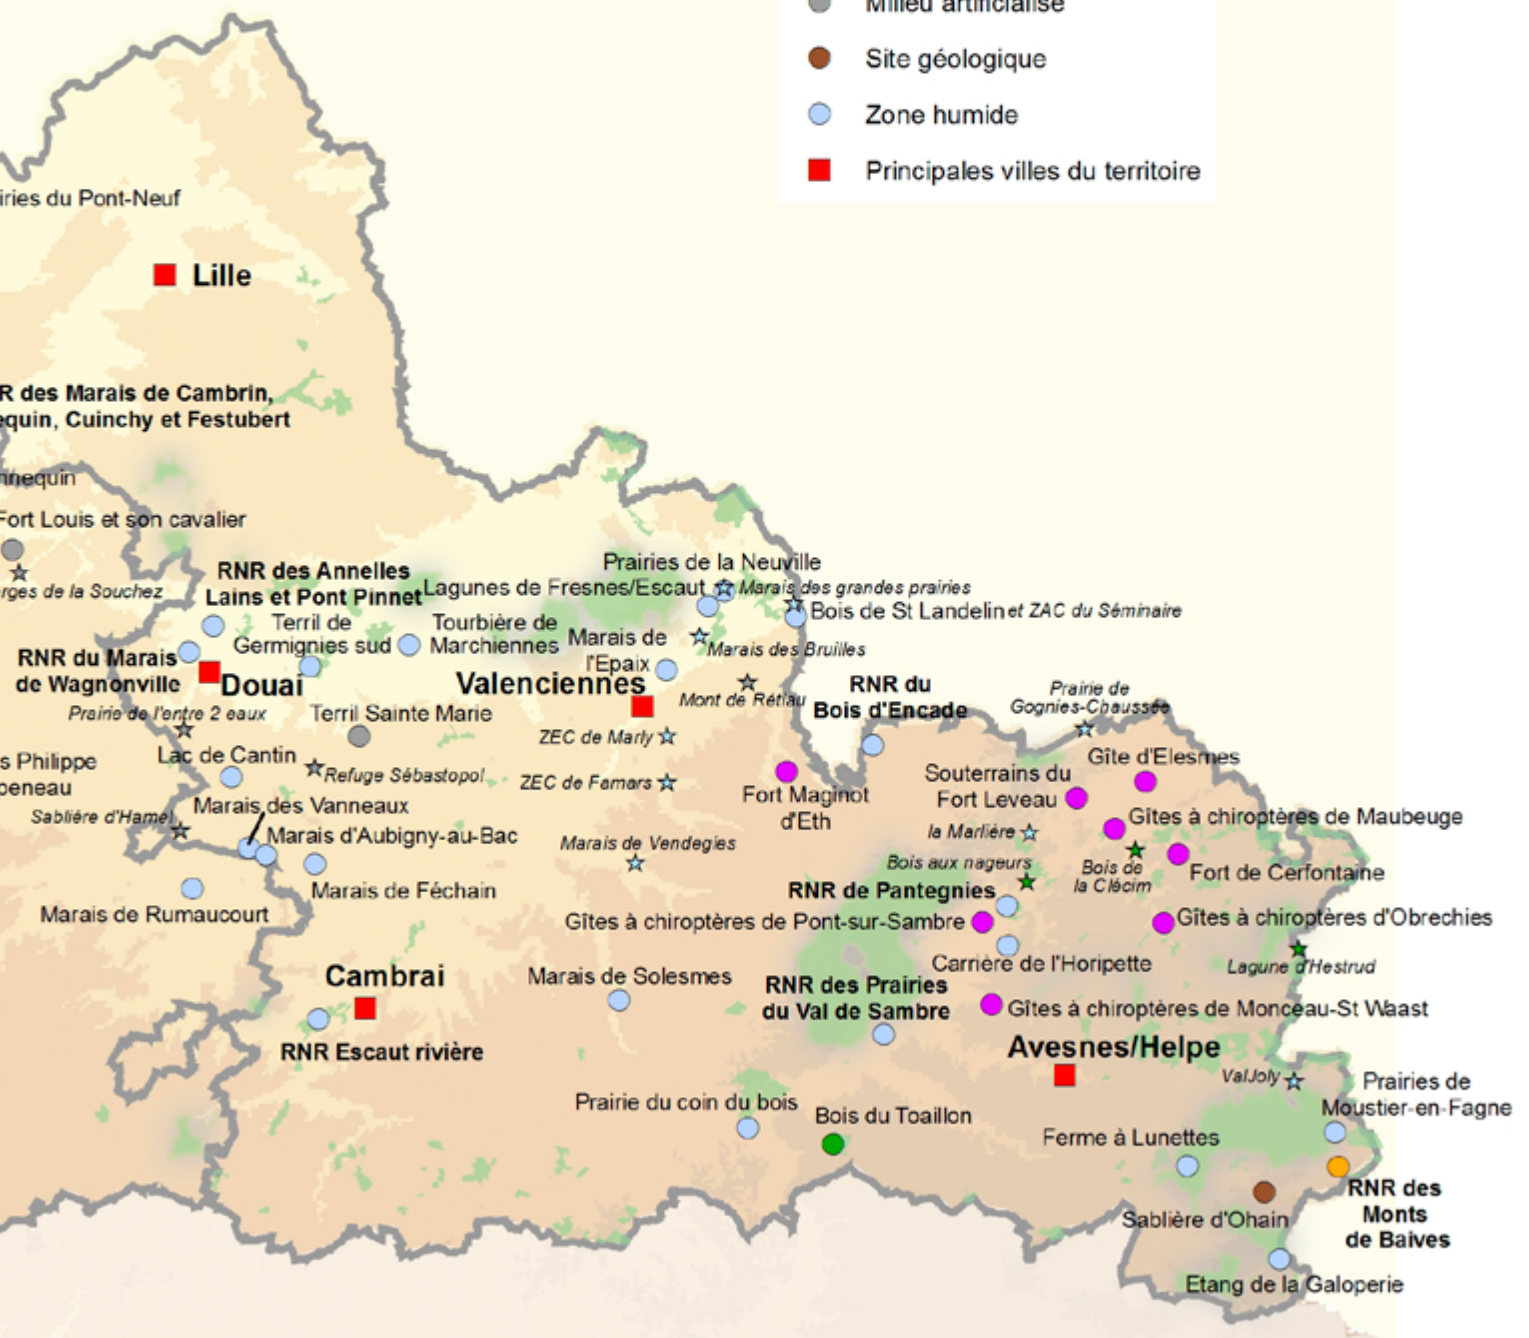 Milieu artificialisé
Site géologique
Zone humide
Principales villes du territoire
iries du Pont-Neuf
Lille
R des Marais de Cambrin,
equin, Cuinchy et Festubert
nnequin
Fort Louis et son cavalier
rges de la Souchez
RNR des Annelles
Lains et Pont Pinnet
Prairies de la Neuville
Lagunes de Fresnes/Escaut
Marais des grandes prairies
Bois de St Landelin et ZAC du Séminaire
Terril de
Germignies sud
Tourbière de
Marchiennes
Marais de
l'Epaix
Marais des Bruilles
RNR du Marais
de Wagnonville
Douai
Valenciennes
Mont de Rétiau
RNR du
Bois d'Encade
Prairie de
Gognies-Chaussée
Prairie de l'entre 2 eaux
Terril Sainte Marie
ZEC de Marly
s Philippe
peneau
Lac de Cantin
Refuge Sébastopol
ZEC de Famars
Fort Maginot
d'Eth
Gîte d'Elesmes
Souterrains du
Fort Leveau
Sablière d'Hamel
Marais des Vanneaux
Marais d'Aubigny-au-Bac
Marais de Vendegies
la Marlière
Gîtes à chiroptères de Maubeuge
Bois aux nageurs
Bois de
la Clécim
Fort de Cerfontaine
Marais de Féchain
Marais de Rumaucourt
RNR de Pantegnies
Gîtes à chiroptères de Pont-sur-Sambre
Gîtes à chiroptères d'Obrechies
Carrière de l'Horipette
Lagune d'Hestrud
Cambrai
Marais de Solesmes
RNR des Prairies
du Val de Sambre
Gîtes à chiroptères de Monceau-St Waast
RNR Escaut rivière
Avesnes/Helpe
ValJoly
Prairies de
Moustier-en-Fagne
Prairie du coin du bois
Bois du Toaillon
Ferme à Lunettes
RNR des
Monts
de Baives
Sablière d'Ohain
Etang de la Galoperie